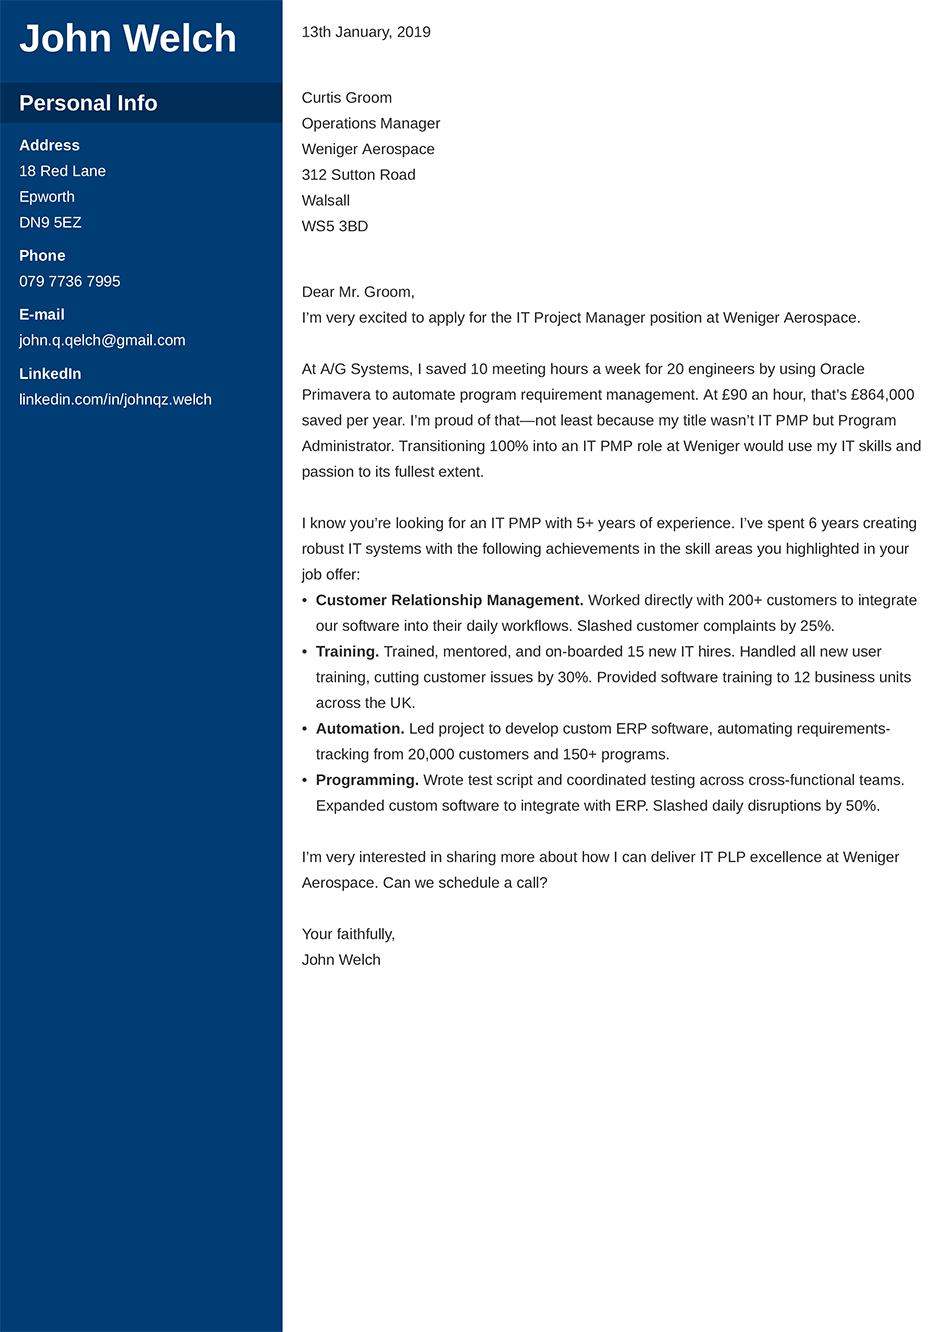 John Welch
Personal Info
Address
18 Red Lane
Epworth
DN9 5EZ
Phone
079 7736 7995
E-mail
john.q.qelch@gmail.com
LinkedIn
linkedin.com/in/johnqz.welch
13th January, 2019
Curtis Groom
Operations Manager
Weniger Aerospace
312 Sutton Road
Walsall
WS5 3BD
Dear Mr. Groom,
I’m very excited to apply for the IT Project Manager position at Weniger Aerospace.
At A/G Systems, I saved 10 meeting hours a week for 20 engineers by using Oracle
Primavera to automate program requirement management. At £90 an hour, that’s £864,000
saved per year. I’m proud of that—not least because my title wasn’t IT PMP but Program
Administrator. Transitioning 100% into an IT PMP role at Weniger would use my IT skills and
passion to its fullest extent.
I know you’re looking for an IT PMP with 5+ years of experience. I’ve spent 6 years creating
robust IT systems with the following achievements in the skill areas you highlighted in your
job offer:
• Customer Relationship Management. Worked directly with 200+ customers to integrate
our software into their daily workflows. Slashed customer complaints by 25%.
• Training. Trained, mentored, and on-boarded 15 new IT hires. Handled all new user
training, cutting customer issues by 30%. Provided software training to 12 business units
across the UK.
• Automation. Led project to develop custom ERP software, automating requirements-
tracking from 20,000 customers and 150+ programs.
• Programming. Wrote test script and coordinated testing across cross-functional teams.
Expanded custom software to integrate with ERP. Slashed daily disruptions by 50%.
I’m very interested in sharing more about how I can deliver IT PLP excellence at Weniger
Aerospace. Can we schedule a call?
Your faithfully,
John Welch